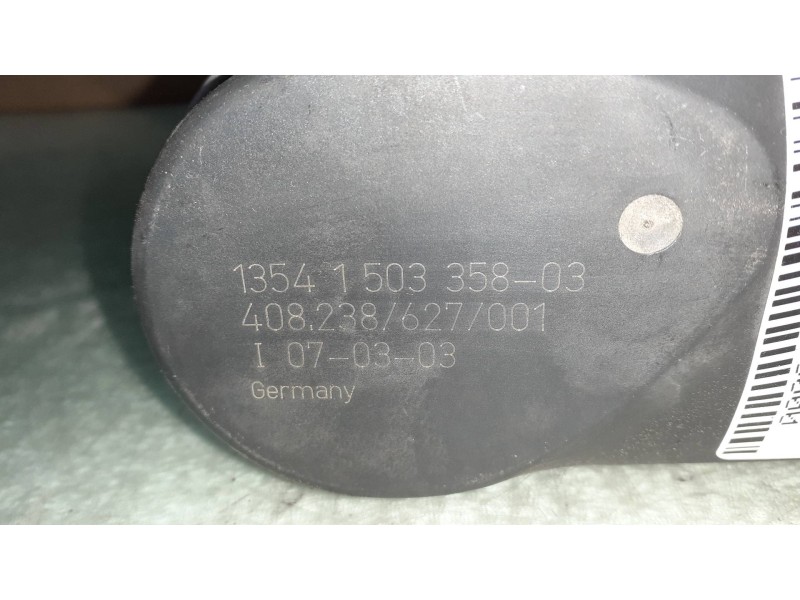 1354 1 503 358-03
408.238/627/001
I 07-03-03
Germany